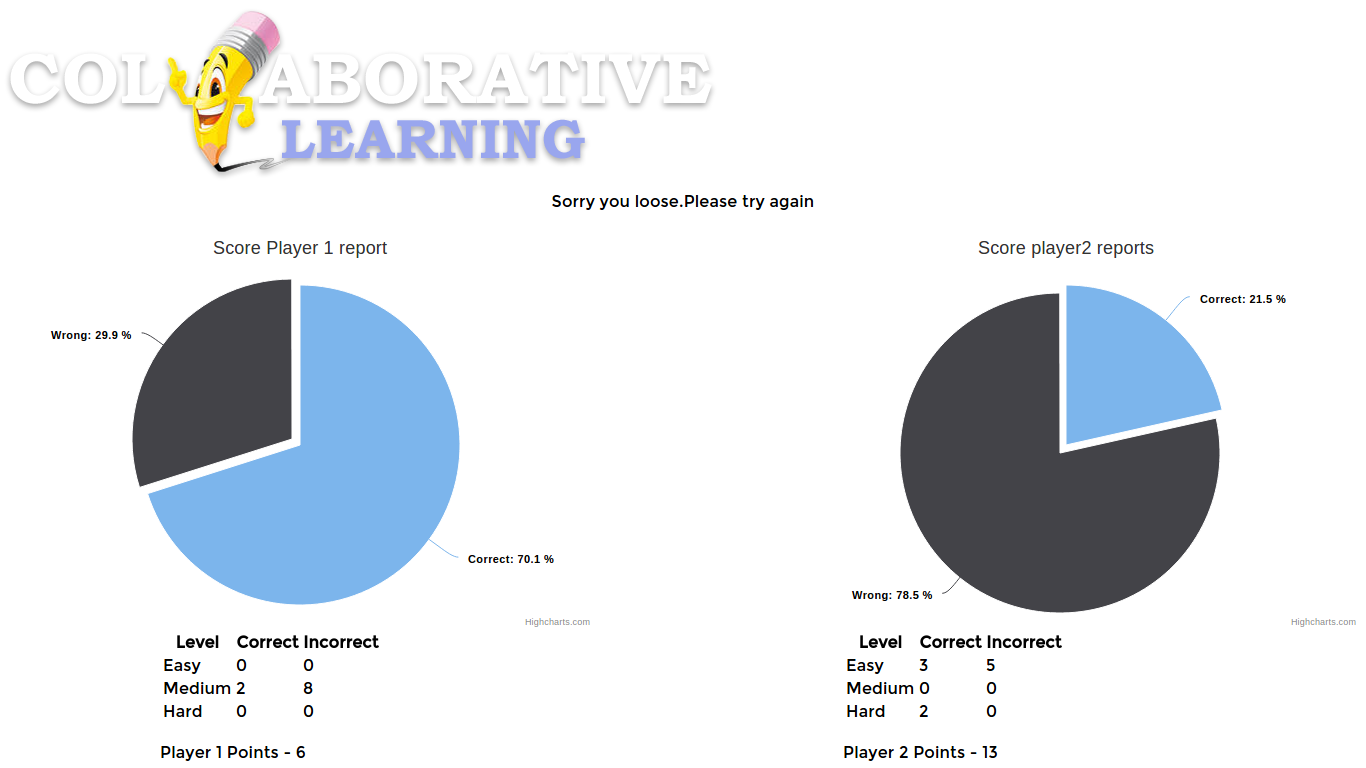 COLLABORATIVE
LEARNING
Sorry you loose.Please try again
Score Player 1 report
Wrong: 29.9 %
Correct: 70.1 %
Highcharts.com
Level Correct Incorrect
Easy 0 0
Medium 2 8
Hard 0 0
Player 1 Points - 6
Score player2 reports
Correct: 21.5 %
Wrong: 78.5 %
Highcharts.com
Level Correct Incorrect
Easy 3 5
Medium 0 0
Hard 2 0
Player 2 Points - 13